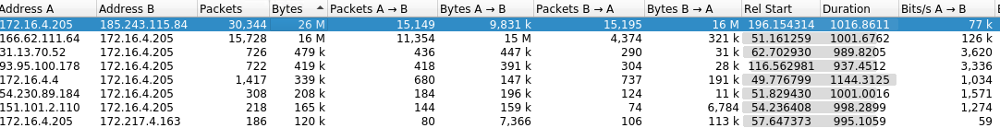 Address A Address B Packets Bytes Packets A → B Bytes A → B Packets B → A Bytes B → A Rel Start Duration Bits/s A → B
172.16.4.205 185.243.115.84 30,344 26 M 15,149 9,831 k 15,195 16 M 196.154314 1016.8611 77 k
166.62.111.64 172.16.4.205 15,728 16 M 11,354 15 M 4,374 321 k 51.161259 1001.6762 126 k
31.13.70.52 172.16.4.205 726 479 k 436 447 k 290 31 k 62.702930 989.8205 3,620
93.95.100.178 172.16.4.205 722 419 k 418 391 k 304 28 k 116.562981 937.4512 3,336
172.16.4.4 172.16.4.205 1,417 339 k 680 147 k 737 191 k 49.776799 1144.3125 1,034
54.230.89.184 172.16.4.205 308 208 k 184 196 k 124 11 k 51.829430 1001.0016 1,571
151.101.2.110 172.16.4.205 218 165 k 144 159 k 74 6,784 54.236408 998.2899 1,274
172.16.4.205 172.217.4.163 186 120 k 80 7,366 106 113 k 57.647373 995.1059 59